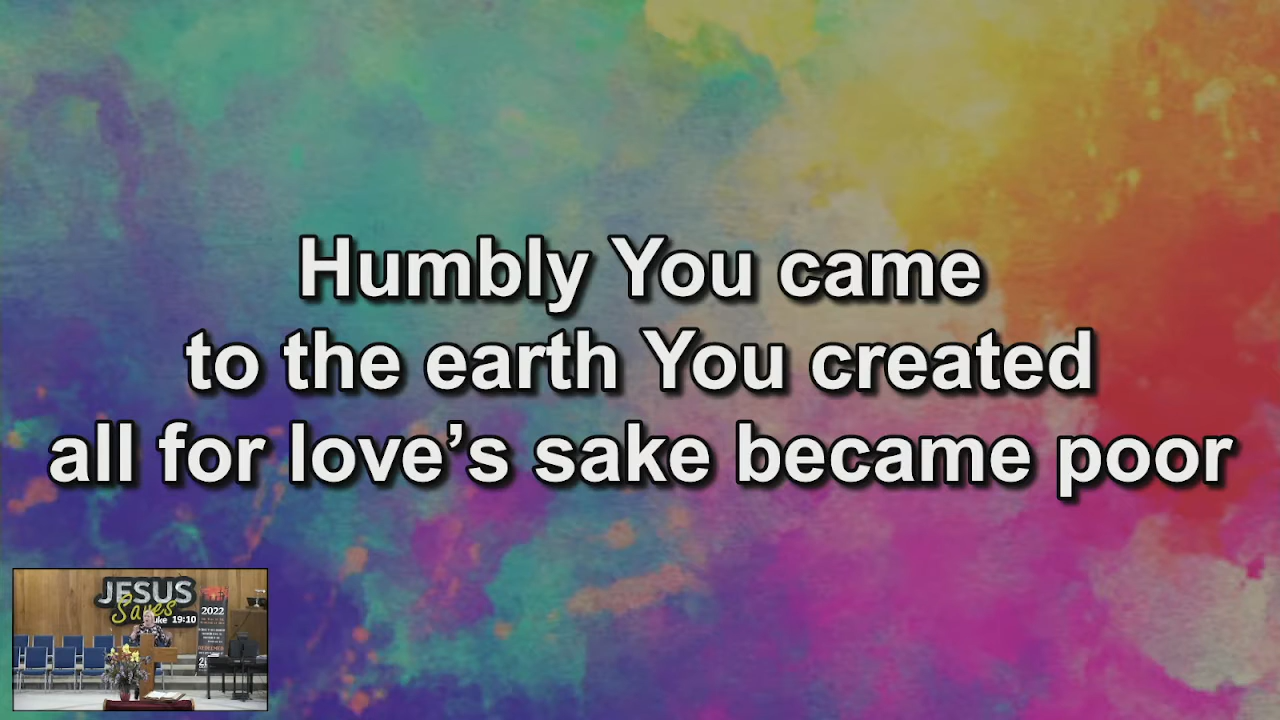 Humbly You came
to the earth You created
all for love’s sake became poor
JESUS
Saves
19:10
2022